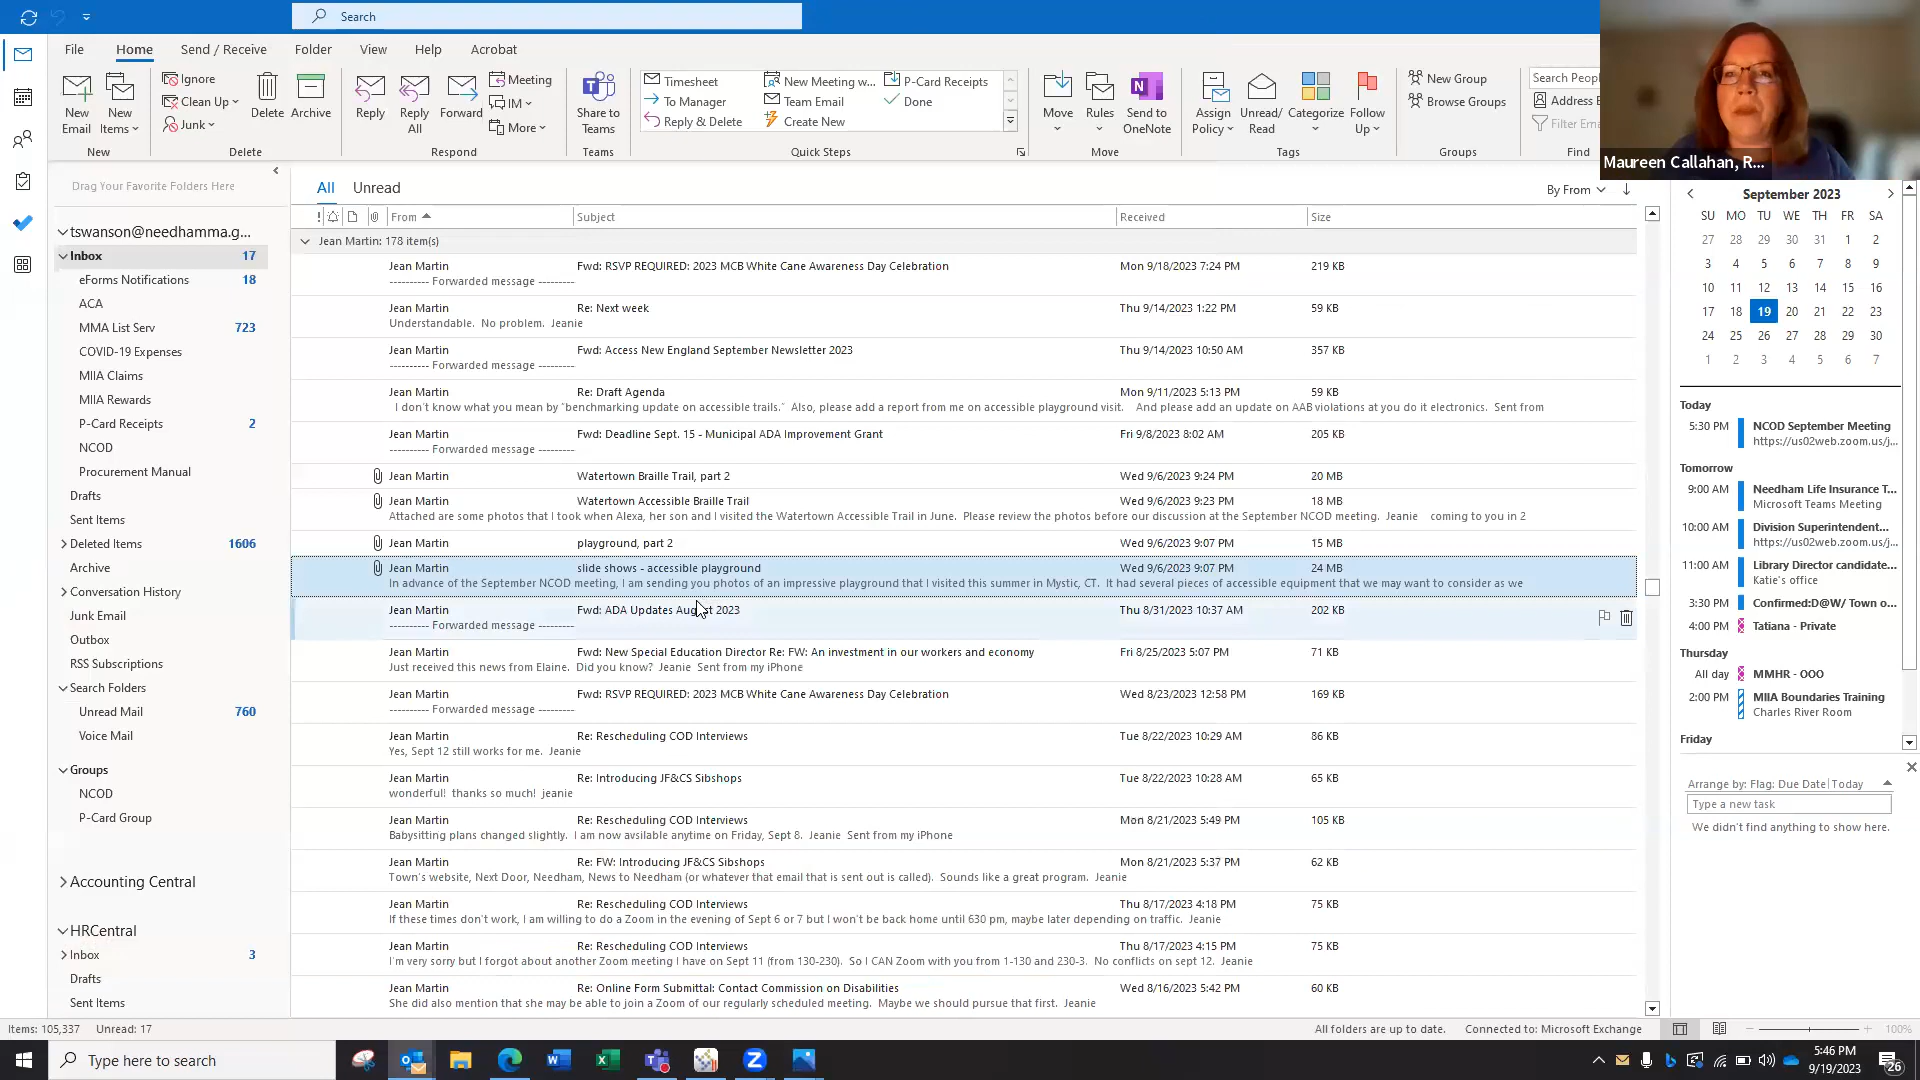 Search
File Home Send / Receive Folder View Help Acrobat
New Email
New Items
Ignore
Clean Up
Junk
Delete
Archive
Reply
Reply All
Forward
Meeting
IM
More
Share to Teams
Timesheet
To Manager
Reply & Delete
New Meeting w...
Team Email
Create New
P-Card Receipts
Done
Move
Rules
Send to OneNote
Assign Policy
Unread/ Read
Categorize
Follow Up
New Group
Browse Groups
Search Peopl
Address B
Filter Ema
New Delete Respond Teams Quick Steps Move Tags Groups Find
Maureen Callahan, R...
Drag Your Favorite Folders Here
tswanson@needhamma.g...
Inbox 17
eForms Notifications 18
ACA
MMA List Serv 723
COVID-19 Expenses
MIIA Claims
MIIA Rewards
P-Card Receipts 2
NCOD
Procurement Manual
Drafts
Sent Items
Deleted Items 1606
Archive
Conversation History
Junk Email
Outbox
RSS Subscriptions
Search Folders
Unread Mail 760
Voice Mail
Groups
NCOD
P-Card Group
Accounting Central
HRCentral
Inbox 3
Drafts
Sent Items
All Unread By From
! From Subject Received Size
Jean Martin: 178 item(s)
Jean Martin Fwd: RSVP REQUIRED: 2023 MCB White Cane Awareness Day Celebration Mon 9/18/2023 7:24 PM 219 KB
---------- Forwarded message ---------
Jean Martin Re: Next week Thu 9/14/2023 1:22 PM 59 KB
Understandable. No problem. Jeanie
Jean Martin Fwd: Access New England September Newsletter 2023 Thu 9/14/2023 10:50 AM 357 KB
---------- Forwarded message ---------
Jean Martin Re: Draft Agenda Mon 9/11/2023 5:13 PM 59 KB
I don't know what you mean by "benchmarking update on accessible trails." Also, please add a report from me on accessible playground visit. And please add an update on AAB violations at you do it electronics. Sent from
Jean Martin Fwd: Deadline Sept. 15 - Municipal ADA Improvement Grant Fri 9/8/2023 8:02 AM 205 KB
---------- Forwarded message ---------
Jean Martin Watertown Braille Trail, part 2 Wed 9/6/2023 9:24 PM 20 MB
Jean Martin Watertown Accessible Braille Trail Wed 9/6/2023 9:23 PM 18 MB
Attached are some photos that I took when Alexa, her son and I visited the Watertown Accessible Trail in June. Please review the photos before our discussion at the September NCOD meeting. Jeanie coming to you in 2
Jean Martin playground, part 2 Wed 9/6/2023 9:07 PM 15 MB
Jean Martin slide shows - accessible playground Wed 9/6/2023 9:07 PM 24 MB
In advance of the September NCOD meeting, I am sending you photos of an impressive playground that I visited this summer in Mystic, CT. It had several pieces of accessible equipment that we may want to consider as we
Jean Martin Fwd: ADA Updates August 2023 Thu 8/31/2023 10:37 AM 202 KB
---------- Forwarded message ---------
Jean Martin Fwd: New Special Education Director Re: FW: An investment in our workers and economy Fri 8/25/2023 5:07 PM 71 KB
Just received this news from Elaine. Did you know? Jeanie Sent from my iPhone
Jean Martin Fwd: RSVP REQUIRED: 2023 MCB White Cane Awareness Day Celebration Wed 8/23/2023 12:58 PM 169 KB
---------- Forwarded message ---------
Jean Martin Re: Rescheduling COD Interviews Tue 8/22/2023 10:29 AM 86 KB
Yes, Sept 12 still works for me. Jeanie
Jean Martin Re: Introducing JF&CS Sibshops Tue 8/22/2023 10:28 AM 65 KB
wonderful! thanks so much! jeanie
Jean Martin Re: Rescheduling COD Interviews Mon 8/21/2023 5:49 PM 105 KB
Babysitting plans changed slightly. I am now available anytime on Friday, Sept 8. Jeanie Sent from my iPhone
Jean Martin Re: FW: Introducing JF&CS Sibshops Mon 8/21/2023 5:37 PM 62 KB
Town's website, Next Door, Needham, News to Needham (or whatever that email that is sent out is called). Sounds like a great program. Jeanie
Jean Martin Re: Rescheduling COD Interviews Thu 8/17/2023 4:18 PM 75 KB
If these times don't work, I am willing to do a Zoom in the evening of Sept 6 or 7 but I won't be back home until 630 pm, maybe later depending on traffic. Jeanie
Jean Martin Re: Rescheduling COD Interviews Thu 8/17/2023 4:15 PM 75 KB
I'm very sorry but I forgot about another Zoom meeting I have on Sept 11 (from 130-230). So I CAN Zoom with you from 1-130 and 230-3. No conflicts on sept 12. Jeanie
Jean Martin Re: Online Form Submittal: Contact Commission on Disabilities Wed 8/16/2023 5:42 PM 60 KB
She did also mention that she may be able to join a Zoom of our regularly scheduled meeting. Maybe we should pursue that first. Jeanie
September 2023
SU MO TU WE TH FR SA
27 28 29 30 31 1 2
3 4 5 6 7 8 9
10 11 12 13 14 15 16
17 18 19 20 21 22 23
24 25 26 27 28 29 30
1 2 3 4 5 6 7
Today
5:30 PM NCOD September Meeting
https://us02web.zoom.us/j...
Tomorrow
9:00 AM Needham Life Insurance T...
Microsoft Teams Meeting
10:00 AM Division Superintendent...
https://us02web.zoom.us/j...
11:00 AM Library Director candidate...
Katie's office
3:30 PM Confirmed:D@W/ Town o...
4:00 PM Tatiana - Private
Thursday
All day MMHR - OOO
2:00 PM MIIA Boundaries Training
Charles River Room
Friday
Arrange by: Flag: Due Date Today
Type a new task
We didn't find anything to show here.
Items: 105,337 Unread: 17 All folders are up to date. Connected to: Microsoft Exchange 100%
Type here to search
5:46 PM
9/19/2023
26